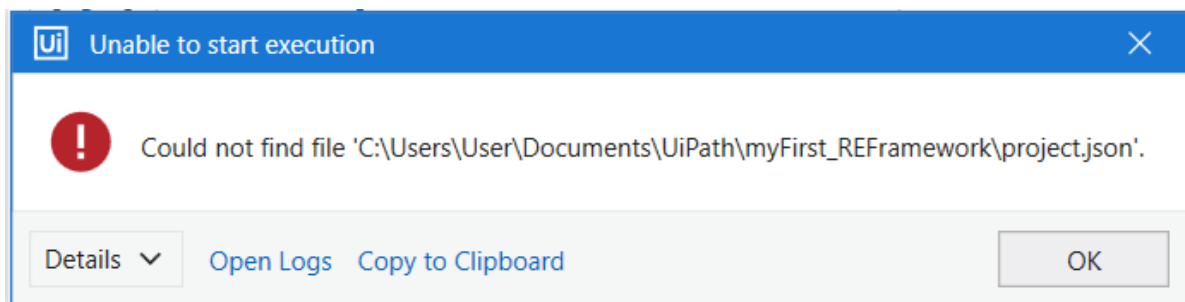 Ui Unable to start execution
Could not find file 'C:\Users\User\Documents\UiPath\myFirst_REFramework\project.json'.
Details Open Logs Copy to Clipboard OK